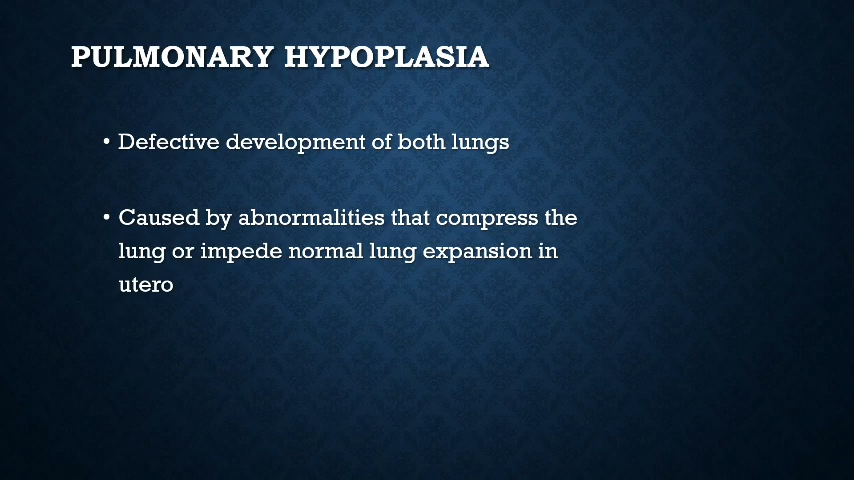 PULMONARY HYPOPLASIA
• Defective development of both lungs
• Caused by abnormalities that compress the
lung or impede normal lung expansion in
utero